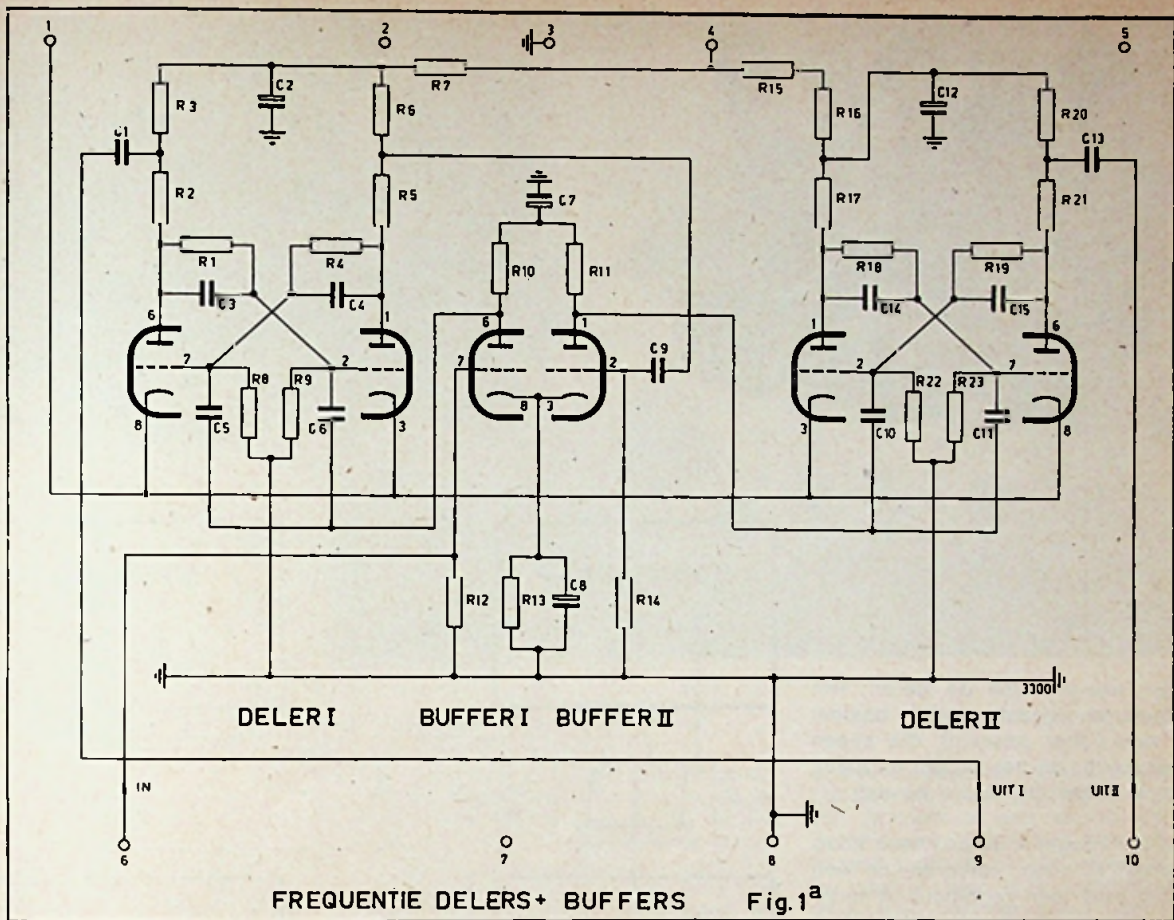 1 2 3 4 5
R7 R15
R3 C2 R6 R16 C12 R20
C1 C13
R2 R5 C7 R17 R21
R1 R4 R10 R11 R18 R19
C3 C4 C14 C15
6 1 6 1 1 6
7 2 7 2 C9 2 7
R8 R9 R22 R23
8 C5 C6 3 8 3 3 C10 C11 8
R12 R13 C8 R14
3300
DELER I BUFFER I BUFFER II DELER II
IN UIT I UIT II
6 7 8 9 10
FREQUENTIE DELERS + BUFFERS Fig.1a